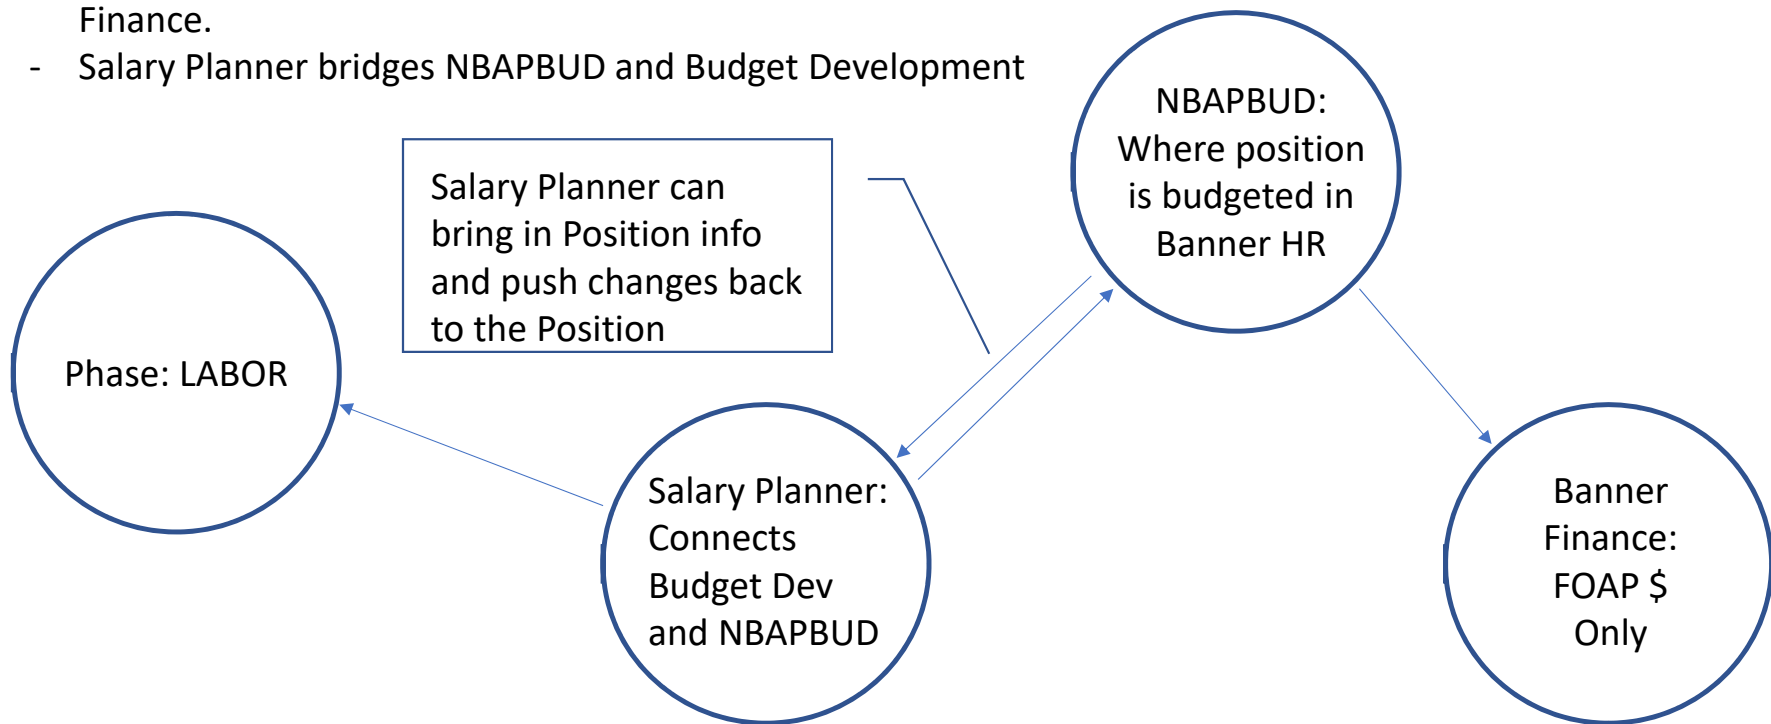 Finance.
- Salary Planner bridges NBAPBUD and Budget Development
NBAPBUD:
Where position
is budgeted in
Banner HR
Salary Planner can
bring in Position info
and push changes back
to the Position
Phase: LABOR
Salary Planner:
Connects
Budget Dev
and NBAPBUD
Banner
Finance:
FOAP $
Only